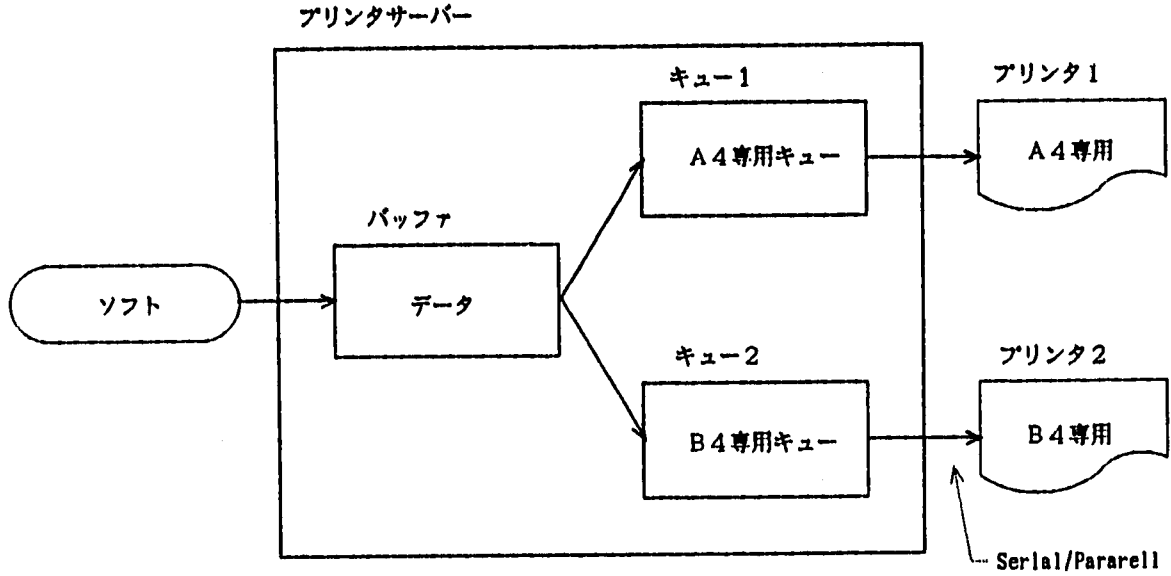 プリンタサーバー
キュー1
プリンタ1
A4専用キュー
A4専用
バッファ
ソフト
データ
キュー2
プリンタ2
B4専用キュー
B4専用
Serial/Pararell